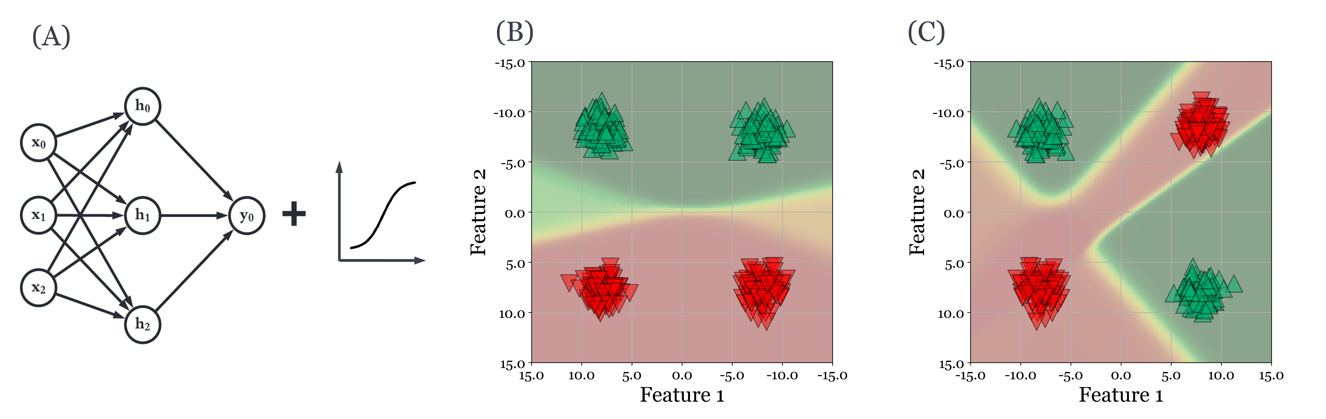 (A)
x₀
x₁
x₂
h₀
h₁
h₂
y₀
+
(B)
Feature 2
-15.0
-10.0
-5.0
0.0
5.0
10.0
15.0
15.0 10.0 5.0 0.0 -5.0 -10.0 -15.0
Feature 1
(C)
Feature 2
-15.0
-10.0
-5.0
0.0
5.0
10.0
15.0
-15.0 -10.0 -5.0 0.0 5.0 10.0 15.0
Feature 1